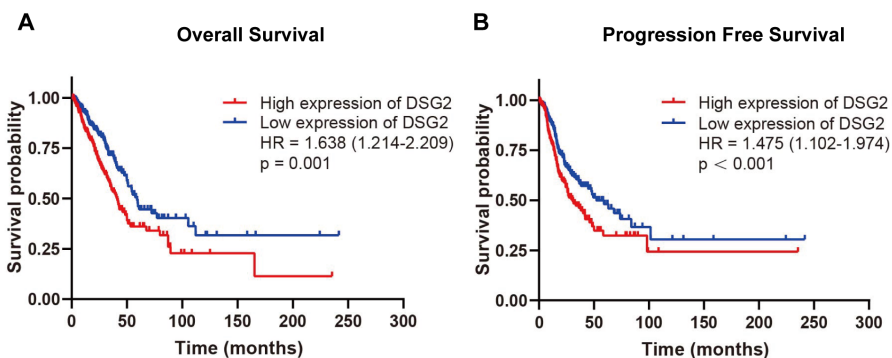 A
Overall Survival
Survival probability
1.00
0.75
0.50
0.25
0.00
High expression of DSG2
Low expression of DSG2
HR = 1.638 (1.214-2.209)
p = 0.001
0 50 100 150 200 250 300
Time (months)
B
Progression Free Survival
Survival probability
1.00
0.75
0.50
0.25
0.00
High expression of DSG2
Low expression of DSG2
HR = 1.475 (1.102-1.974)
p < 0.001
0 50 100 150 200 250 300
Time (months)